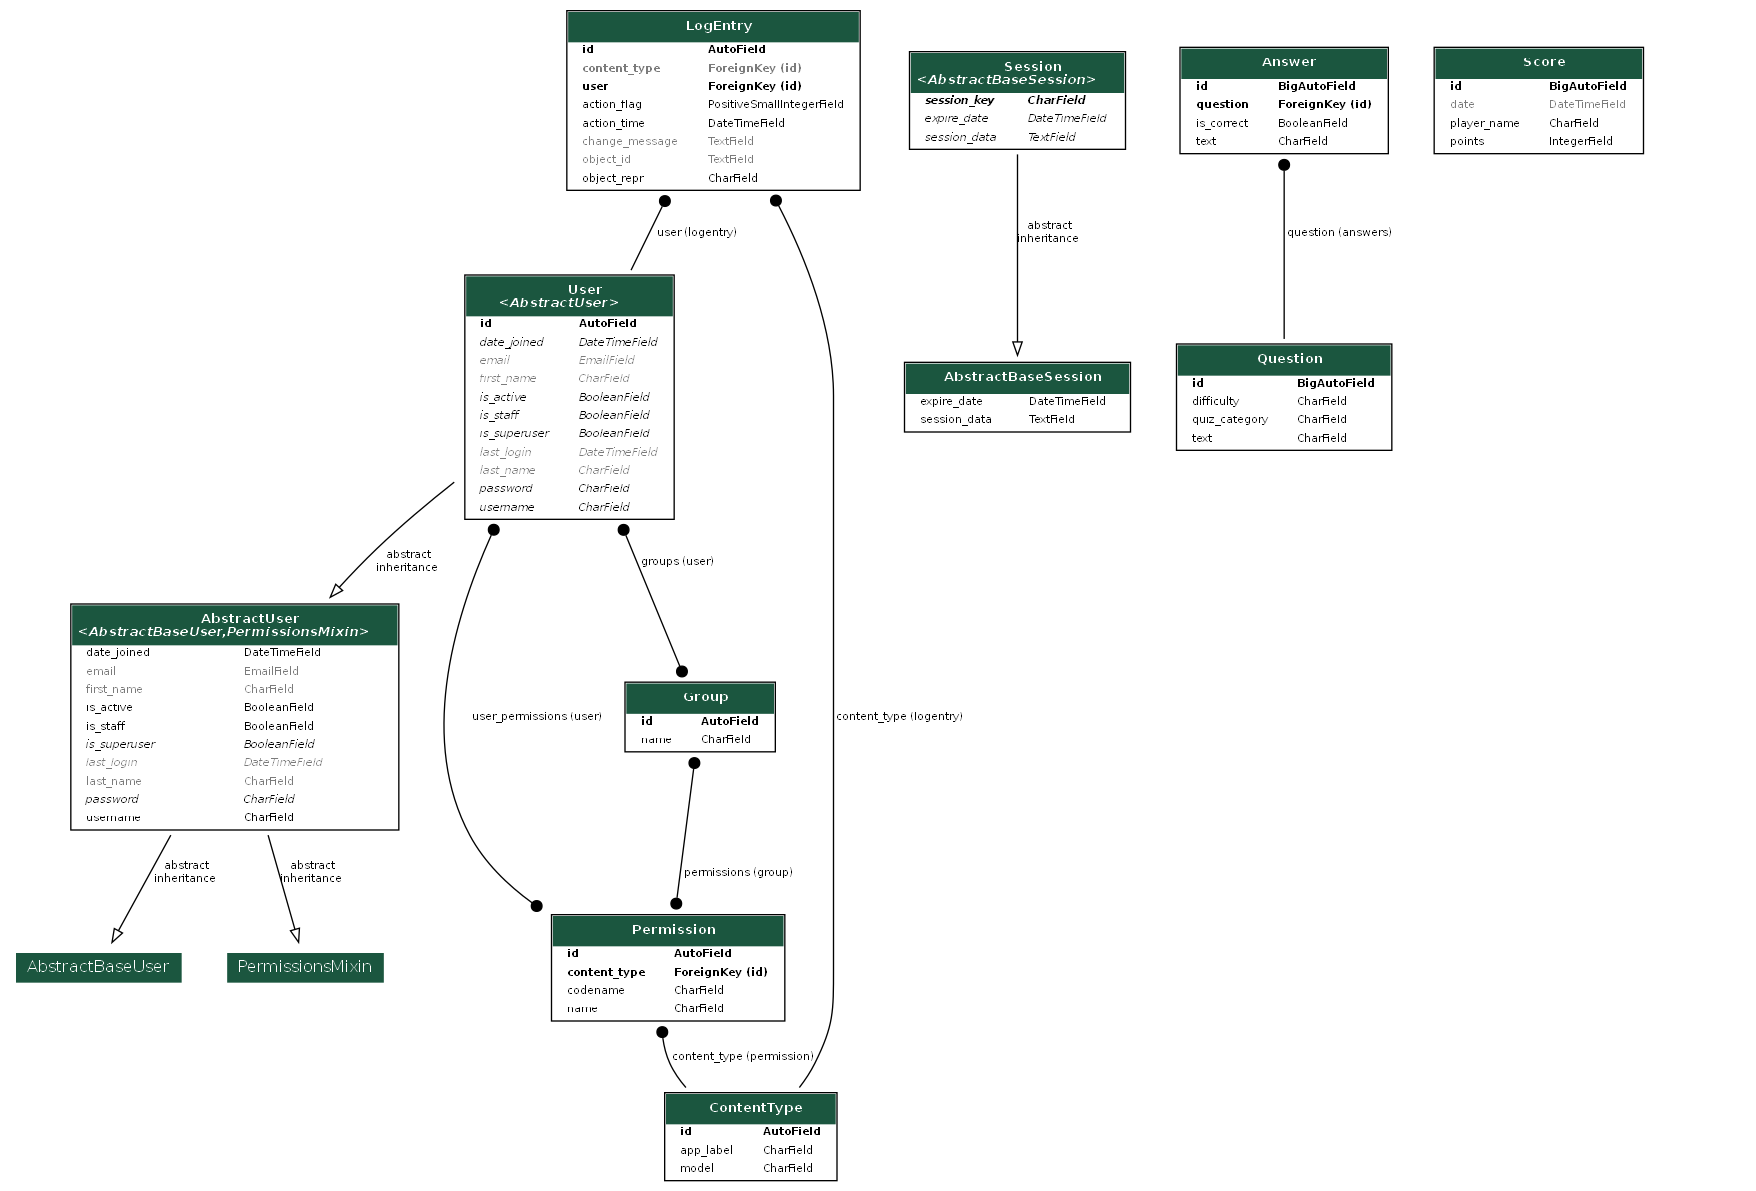 LogEntry
id AutoField
content_type ForeignKey (id)
user ForeignKey (id)
action_flag PositiveSmallIntegerField
action_time DateTimeField
change_message TextField
object_id TextField
object_repr CharField
Session
<AbstractBaseSession>
session_key CharField
expire_date DateTimeField
session_data TextField
Answer
id BigAutoField
question ForeignKey (id)
is_correct BooleanField
text CharField
Score
id BigAutoField
date DateTimeField
player_name CharField
points IntegerField
user (logentry)
abstract
inheritance
question (answers)
User
<AbstractUser>
id AutoField
date_joined DateTimeField
email EmailField
first_name CharField
is_active BooleanField
is_staff BooleanField
is_superuser BooleanField
last_login DateTimeField
last_name CharField
password CharField
username CharField
AbstractBaseSession
expire_date DateTimeField
session_data TextField
Question
id BigAutoField
difficulty CharField
quiz_category CharField
text CharField
abstract
inheritance
groups (user)
AbstractUser
<AbstractBaseUser,PermissionsMixin>
date_joined DateTimeField
email EmailField
first_name CharField
is_active BooleanField
is_staff BooleanField
is_superuser BooleanField
last_login DateTimeField
last_name CharField
password CharField
username CharField
user_permissions (user)
Group
id AutoField
name CharField
content_type (logentry)
abstract
inheritance
abstract
inheritance
permissions (group)
AbstractBaseUser
PermissionsMixin
Permission
id AutoField
content_type ForeignKey (id)
codename CharField
name CharField
content_type (permission)
ContentType
id AutoField
app_label CharField
model CharField